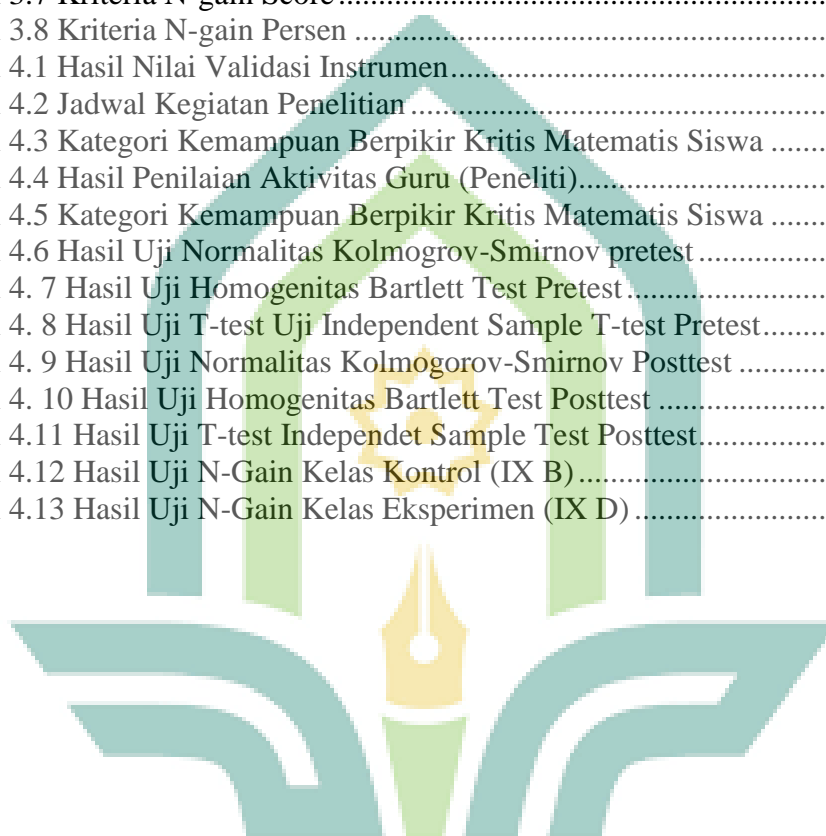 3.7 Kriteria N-gain Score
3.8 Kriteria N-gain Persen
4.1 Hasil Nilai Validasi Instrumen
4.2 Jadwal Kegiatan Penelitian
4.3 Kategori Kemampuan Berpikir Kritis Matematis Siswa
4.4 Hasil Penilaian Aktivitas Guru (Peneliti)
4.5 Kategori Kemampuan Berpikir Kritis Matematis Siswa
4.6 Hasil Uji Normalitas Kolmogrov-Smirnov pretest
4. 7 Hasil Uji Homogenitas Bartlett Test Pretest
4. 8 Hasil Uji T-test Uji Independent Sample T-test Pretest
4. 9 Hasil Uji Normalitas Kolmogorov-Smirnov Posttest
4. 10 Hasil Uji Homogenitas Bartlett Test Posttest
4.11 Hasil Uji T-test Independet Sample Test Posttest
4.12 Hasil Uji N-Gain Kelas Kontrol (IX B)
4.13 Hasil Uji N-Gain Kelas Eksperimen (IX D)